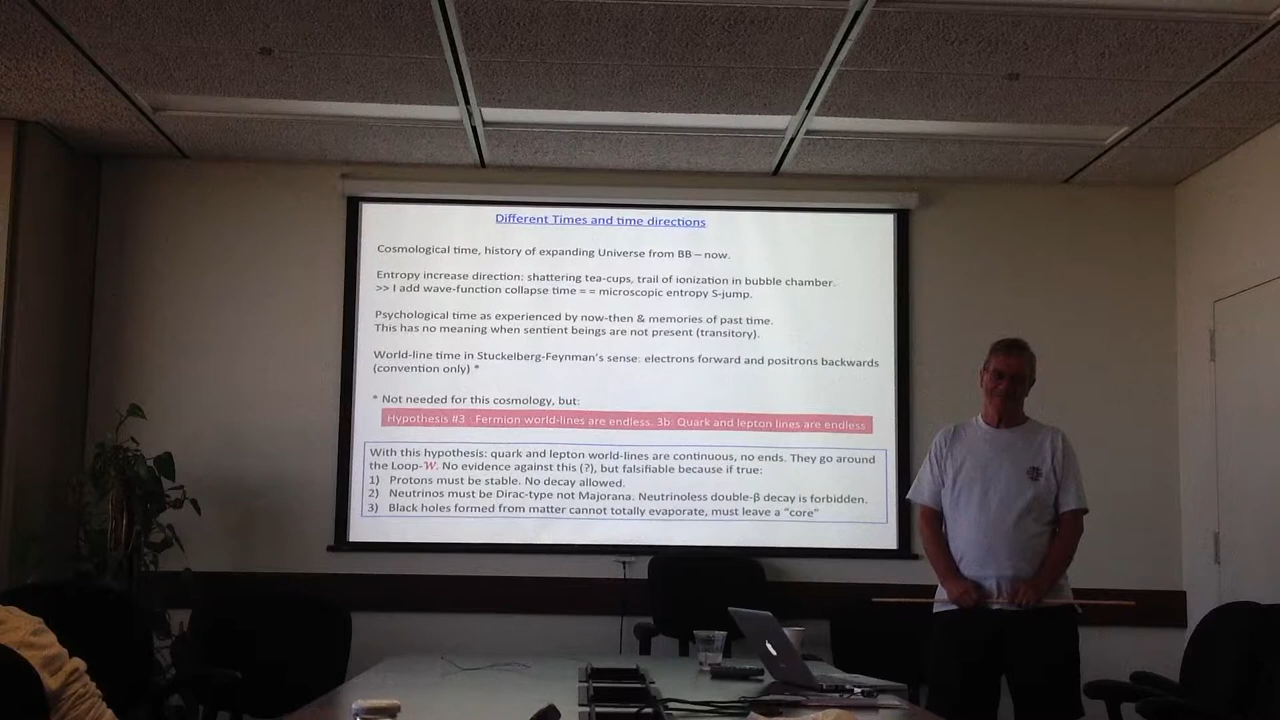 Different Times and time directions
Cosmological time, history of expanding Universe from BB – now.
Entropy increase direction: shattering tea-cups, trail of ionization in bubble chamber.
>> I add wave-function collapse time = = microscopic entropy S-jump.
Psychological time as experienced by now-then & memories of past time.
This has no meaning when sentient beings are not present (transitory).
World-line time in Stuckelberg-Feynman's sense: electrons forward and positrons backwards
(convention only) *
* Not needed for this cosmology, but:
Hypothesis #3 : Fermion world-lines are endless. 3b: Quark and lepton lines are endless
With this hypothesis: quark and lepton world-lines are continuous, no ends. They go around
the Loop-W. No evidence against this (?), but falsifiable because if true:
1) Protons must be stable. No decay allowed.
2) Neutrinos must be Dirac-type not Majorana. Neutrinoless double-β decay is forbidden.
3) Black holes formed from matter cannot totally evaporate, must leave a "core"